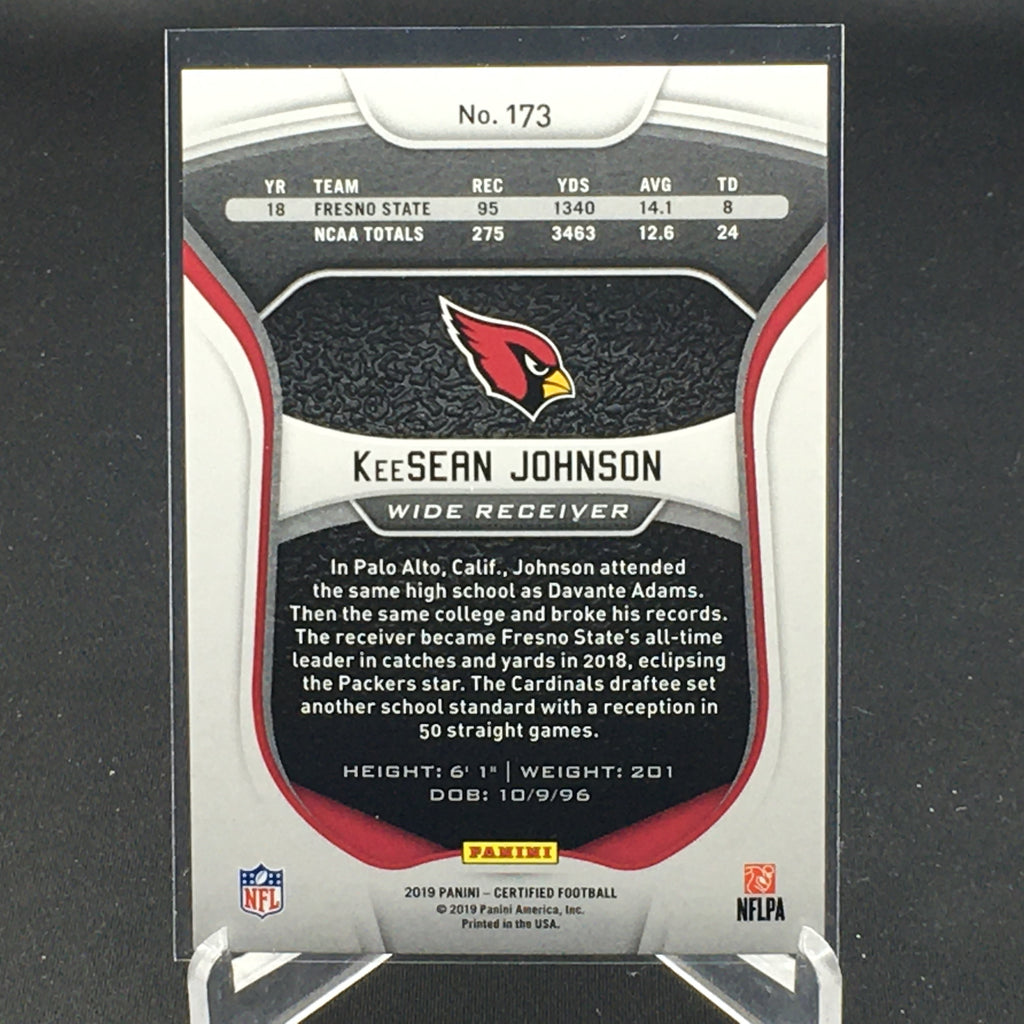 No. 173
YR TEAM REC YDS AVG TD
18 FRESNO STATE 95 1340 14.1 8
NCAA TOTALS 275 3463 12.6 24
KeeSEAN JOHNSON
WIDE RECEIVER
In Palo Alto, Calif., Johnson attended
the same high school as Davante Adams.
Then the same college and broke his records.
The receiver became Fresno State's all-time
leader in catches and yards in 2018, eclipsing
the Packers star. The Cardinals draftee set
another school standard with a reception in
50 straight games.
HEIGHT: 6' 1" | WEIGHT: 201
DOB: 10/9/96
PANINI
NFL
2019 PANINI – CERTIFIED FOOTBALL
© 2019 Panini America, Inc.
Printed in the USA.
NFLPA